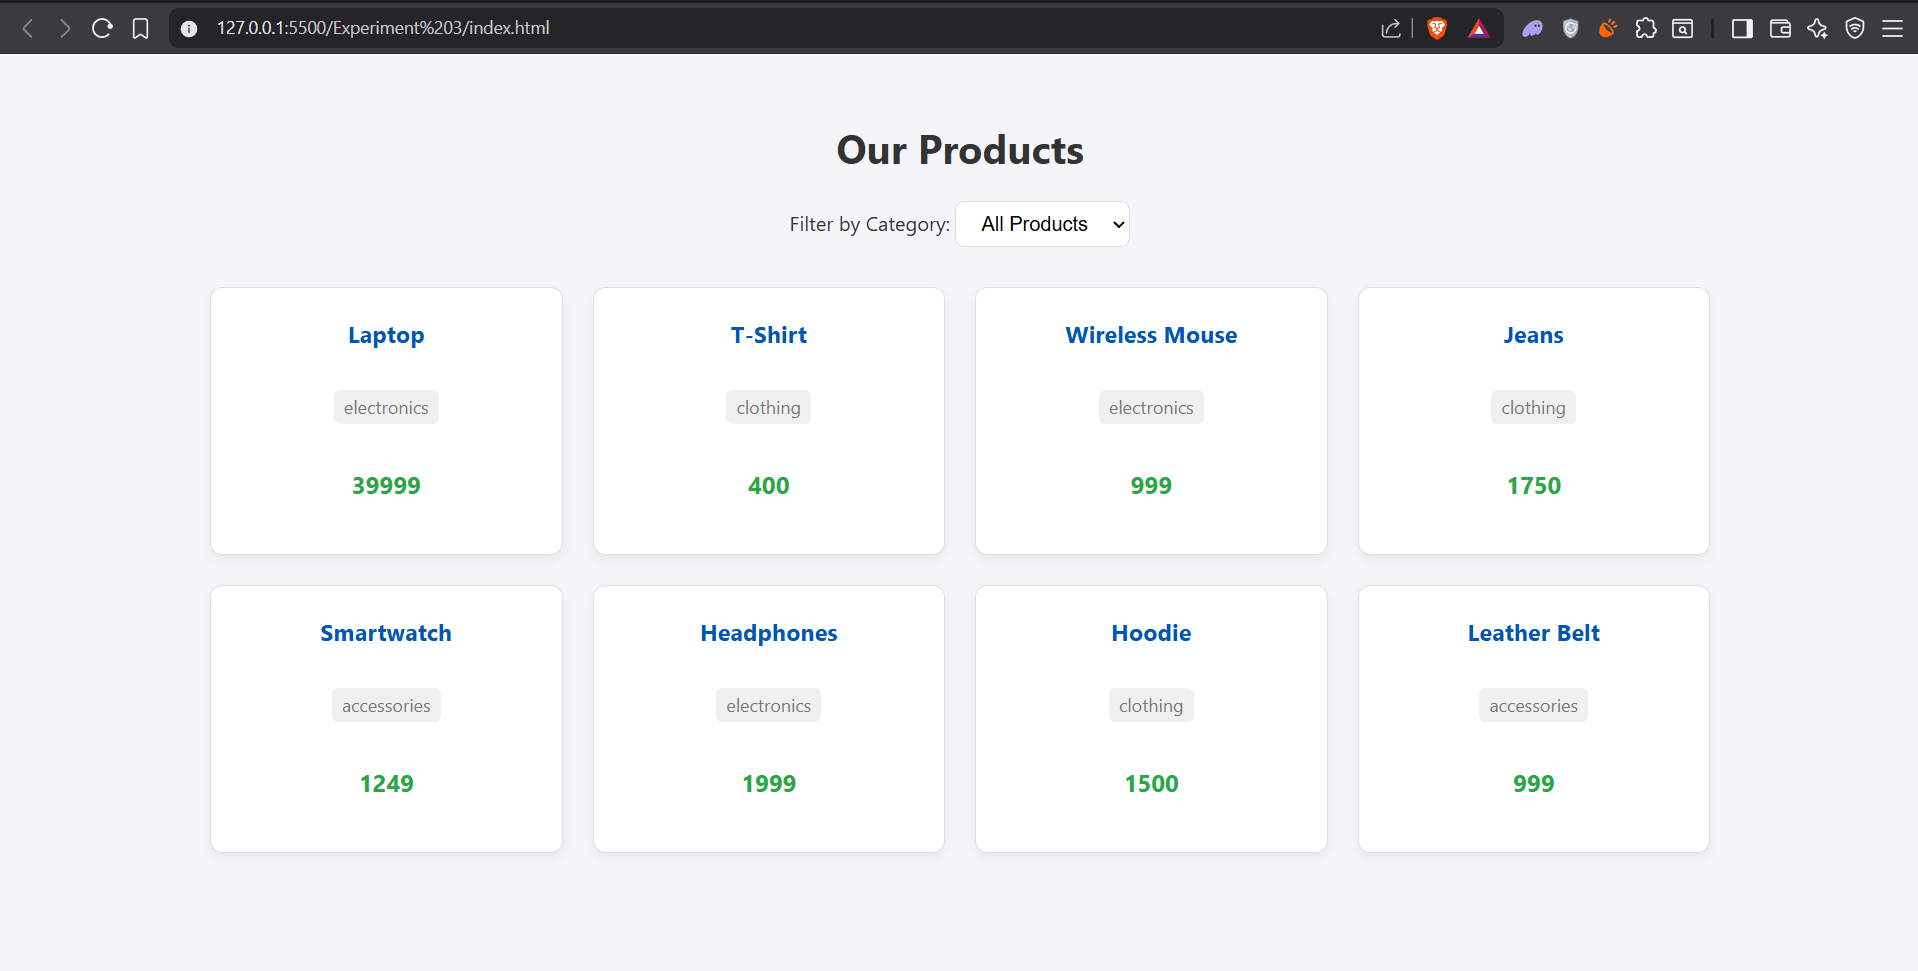 127.0.0.1:5500/Experiment%203/index.html
Our Products
Filter by Category: All Products
Laptop
electronics
39999
T-Shirt
clothing
400
Wireless Mouse
electronics
999
Jeans
clothing
1750
Smartwatch
accessories
1249
Headphones
electronics
1999
Hoodie
clothing
1500
Leather Belt
accessories
999